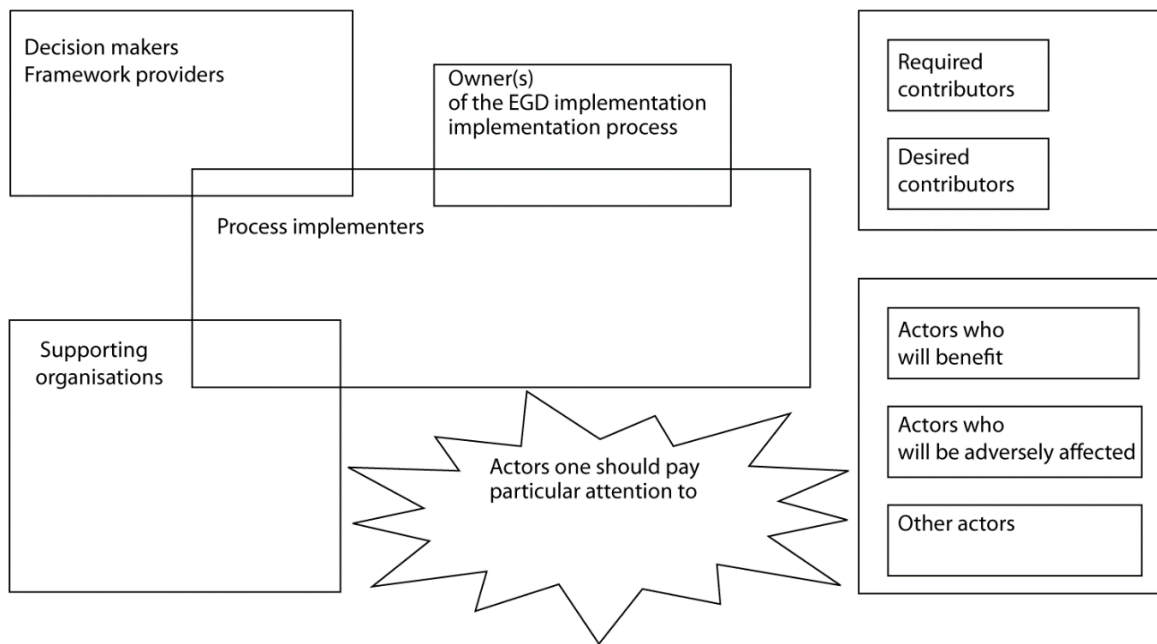 Decision makers
Framework providers
Owner(s)
of the EGD implementation
implementation process
Process implementers
Supporting
organisations
Actors one should pay
particular attention to
Required
contributors
Desired
contributors
Actors who
will benefit
Actors who
will be adversely affected
Other actors